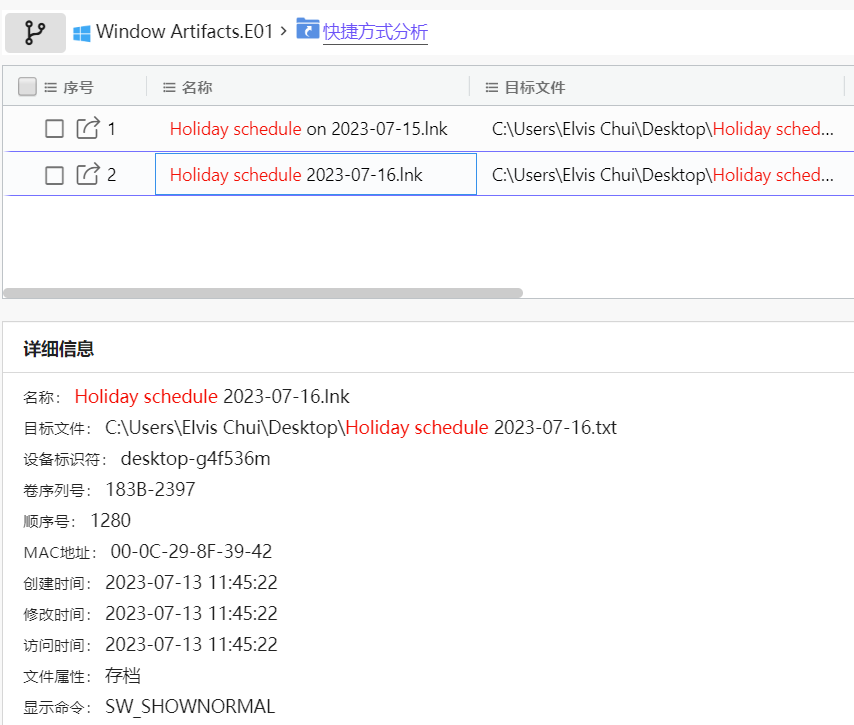 Window Artifacts.E01 > 快捷方式分析
序号 名称 目标文件
1 Holiday schedule on 2023-07-15.lnk C:\Users\Elvis Chui\Desktop\Holiday sched...
2 Holiday schedule 2023-07-16.lnk C:\Users\Elvis Chui\Desktop\Holiday sched...
详细信息
名称： Holiday schedule 2023-07-16.lnk
目标文件： C:\Users\Elvis Chui\Desktop\Holiday schedule 2023-07-16.txt
设备标识符： desktop-g4f536m
卷序列号： 183B-2397
顺序号： 1280
MAC地址： 00-0C-29-8F-39-42
创建时间： 2023-07-13 11:45:22
修改时间： 2023-07-13 11:45:22
访问时间： 2023-07-13 11:45:22
文件属性： 存档
显示命令： SW_SHOWNORMAL